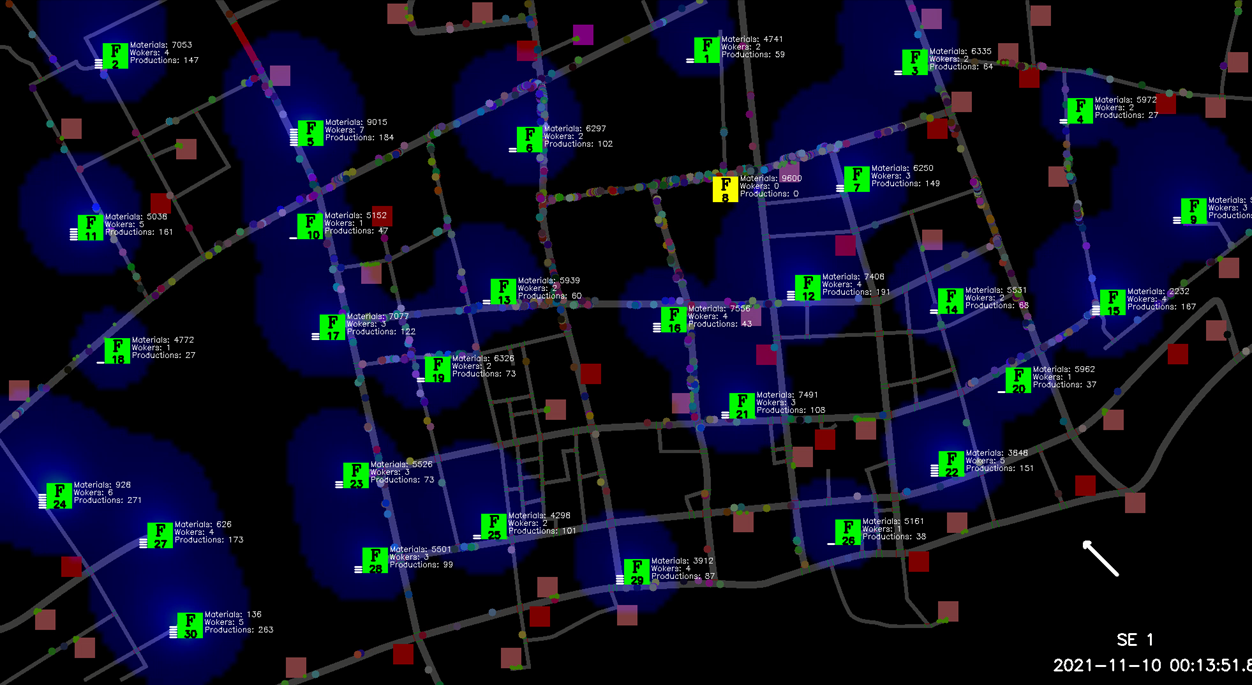 F
2
Materials: 7053
Wokers: 4
Productions: 147
F
1
Materials: 4741
Wokers: 2
Productions: 59
F
3
Materials: 6335
Wokers: 2
Productions: 64
F
4
Materials: 5972
Wokers: 2
Productions: 27
F
5
Materials: 9015
Wokers: 7
Productions: 184
F
6
Materials: 6297
Wokers: 2
Productions: 102
F
8
Materials: 9600
Wokers: 0
Productions: 0
F
7
Materials: 6250
Wokers: 3
Productions: 149
F
9
Materials:
Wokers: 3
Productions:
F
11
Materials: 5038
Wokers: 5
Productions: 161
F
10
Materials: 5152
Wokers: 1
Productions: 47
F
13
Materials: 5939
Wokers: 2
Productions: 60
F
12
Materials: 7406
Wokers: 4
Productions: 191
F
14
Materials: 5531
Wokers: 2
Productions: 68
F
15
Materials: 2232
Wokers: 4
Productions: 167
F
17
Materials: 7077
Wokers: 3
Productions: 122
F
16
Materials: 7556
Wokers: 4
Productions: 43
F
18
Materials: 4772
Wokers: 1
Productions: 27
F
19
Materials: 6326
Wokers: 2
Productions: 73
F
20
Materials: 5962
Wokers: 1
Productions: 37
F
21
Materials: 7491
Wokers: 3
Productions: 108
F
23
Materials: 5526
Wokers: 3
Productions: 73
F
22
Materials: 3848
Wokers: 5
Productions: 151
F
24
Materials: 928
Wokers: 6
Productions: 271
F
27
Materials: 626
Wokers: 4
Productions: 173
F
25
Materials: 4298
Wokers: 2
Productions: 101
F
26
Materials: 5161
Wokers: 1
Productions: 38
F
28
Materials: 5501
Wokers: 3
Productions: 99
F
29
Materials: 3912
Wokers: 4
Productions: 87
F
30
Materials: 136
Wokers: 5
Productions: 263
SE 1
2021-11-10 00:13:51.8